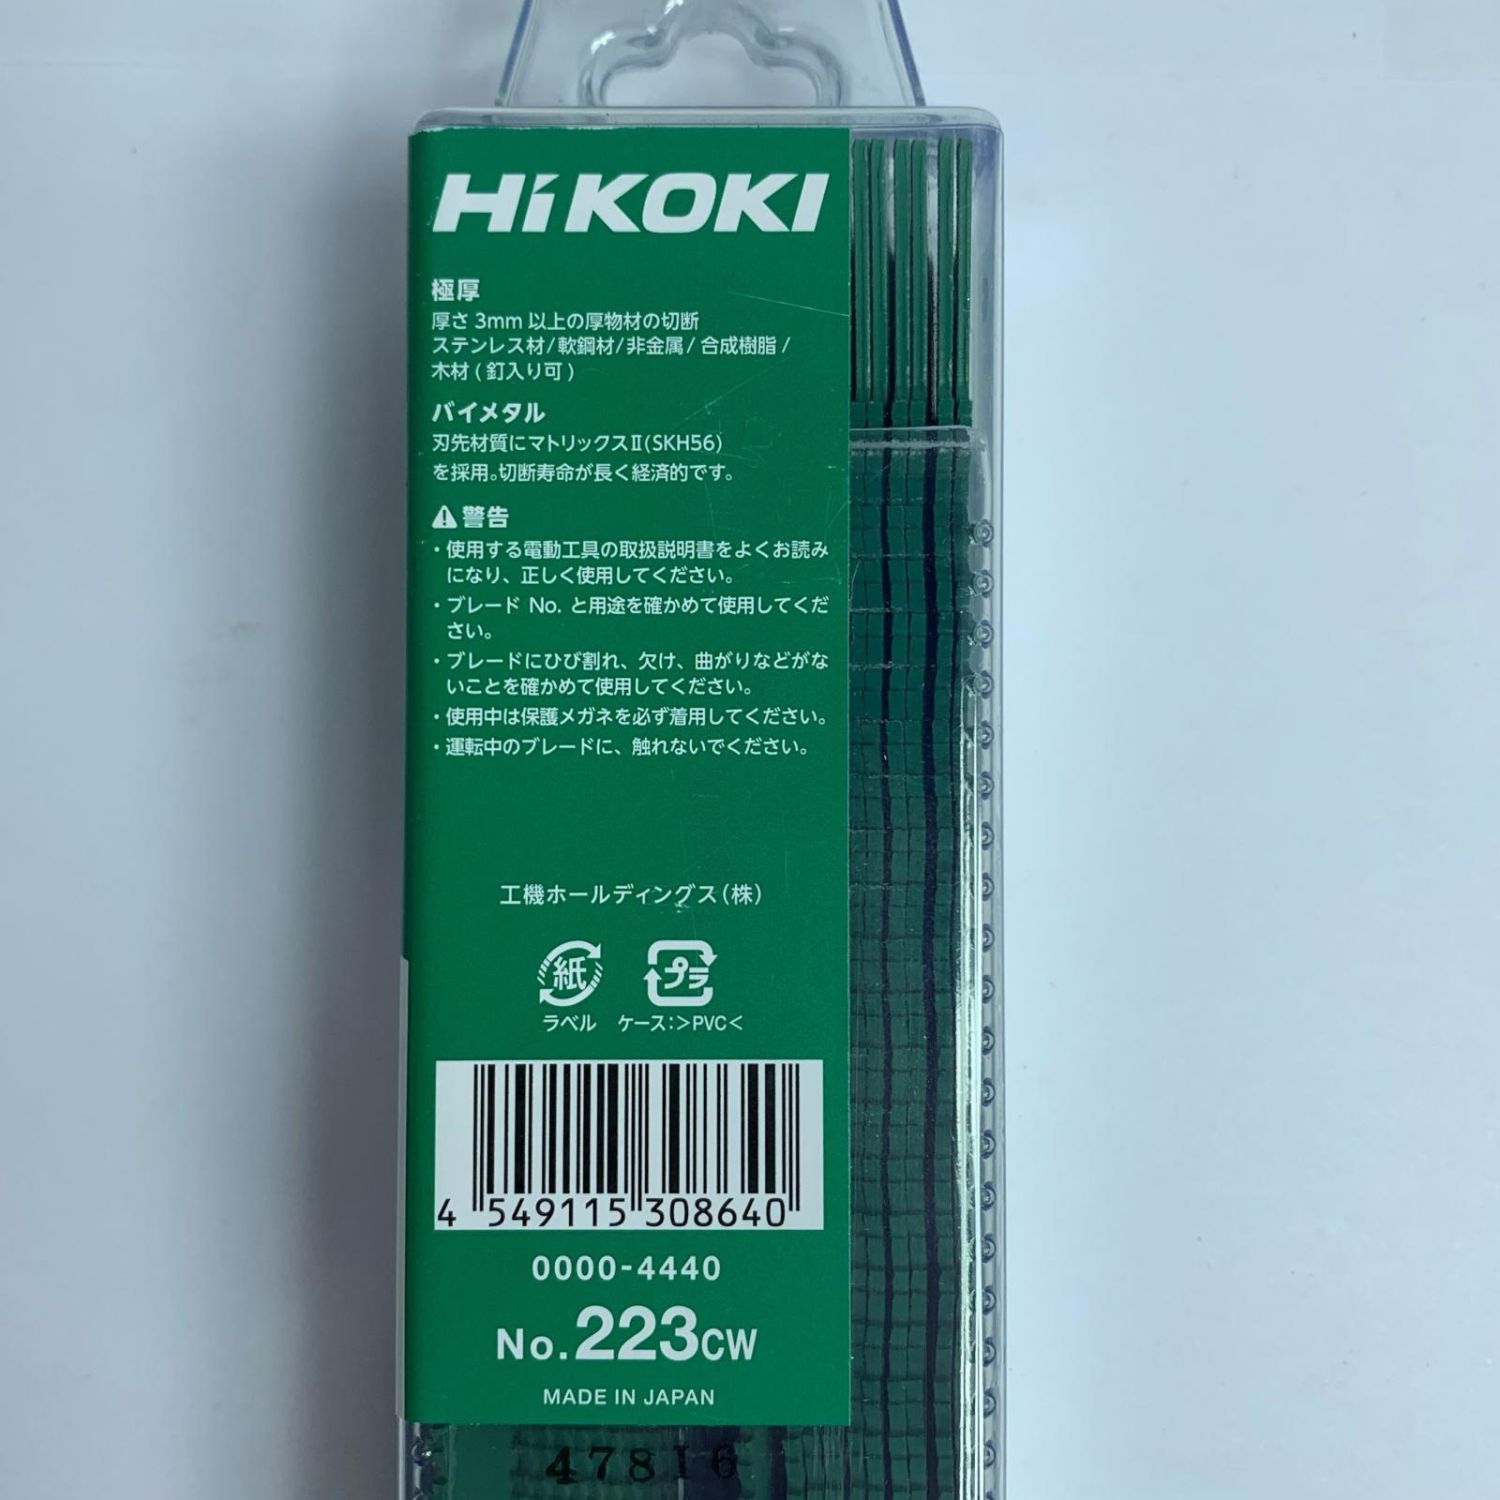 HiKOKI
極厚
厚さ 3mm 以上の厚物材の切断
ステンレス材/軟鋼材/非金属/合成樹脂/
木材(釘入り可)
バイメタル
刃先材質にマトリックスⅡ(SKH56)
を採用。切断寿命が長く経済的です。
⚠警告
・使用する電動工具の取扱説明書をよくお読み
になり、正しく使用してください。
・ブレード No. と用途を確かめて使用してくだ
さい。
・ブレードにひび割れ、欠け、曲がりなどがな
いことを確かめて使用してください。
・使用中は保護メガネを必ず着用してください。
・運転中のブレードに、触れないでください。
工機ホールディングス(株)
紙 プラ
ラベル ケース:>PVC<
4 549115 308640
0000-4440
No.223CW
MADE IN JAPAN
47816